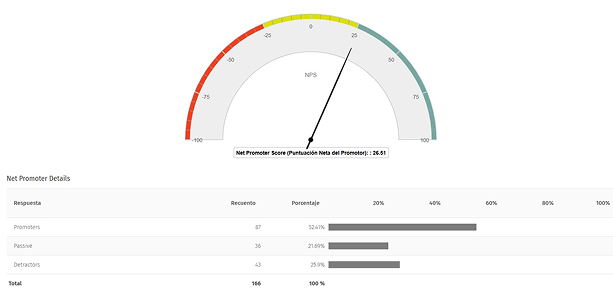 0
-25
25
-50
50
NPS
-75
75
-100
100
Net Promoter Score (Puntuación Neta del Promotor): : 26.51
Net Promoter Details
Respuesta Recuento Porcentaje 20% 40% 60% 80% 100%
Promoters 87 52.41%
Passive 36 21.69%
Detractors 43 25.9%
Total 166 100 %